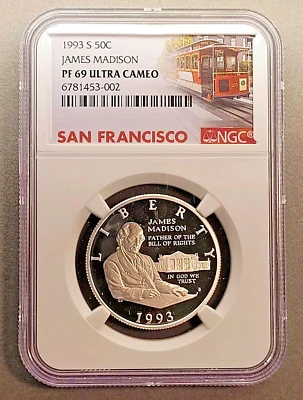 1993 S 50C
JAMES MADISON
PF 69 ULTRA CAMEO
6781453-002
SAN FRANCISCO
NGC
LIBERTY
JAMES
MADISON
FATHER OF THE
BILL OF RIGHTS
IN GOD WE
TRUST
S
1993